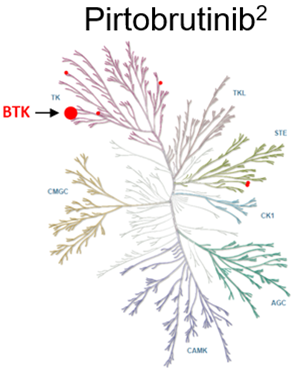 Pirtobrutinib²
TK
TKL
BTK
STE
CMGC
CK1
AGC
CAMK